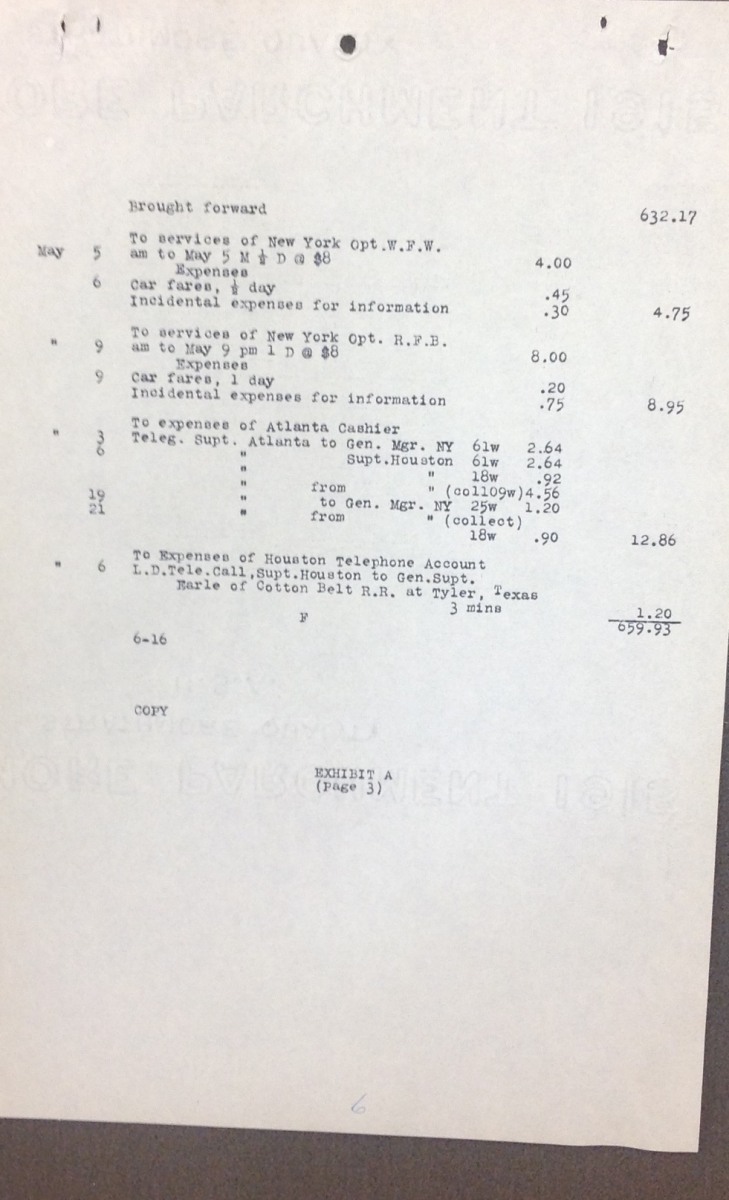 Brought forward 632.17
To services of New York Opt.W.F.W.
May 5 am to May 5 M ½ D @ $8 4.00
Expenses
6 Car fares, ½ day .45
Incidental expenses for information .30 4.75
To services of New York Opt. R.F.B.
" 9 am to May 9 pm 1 D @ $8 8.00
Expenses
9 Car fares, 1 day .20
Incidental expenses for information .75 8.95
To expenses of Atlanta Cashier
" 3 Teleg. Supt. Atlanta to Gen. Mgr. NY 61w 2.64
6 " Supt.Houston 61w 2.64
" " 18w .92
" from " (coll09w)4.56
19 " to Gen. Mgr. NY 25w 1.20
21 " from " (collect)
18w .90 12.86
To Expenses of Houston Telephone Account
" 6 L.D.Tele.Call,Supt.Houston to Gen.Supt.
Earle of Cotton Belt R.R. at Tyler, Texas
3 mins 1.20
F 659.93
6-16
COPY
EXHIBIT A
(page 3)
6